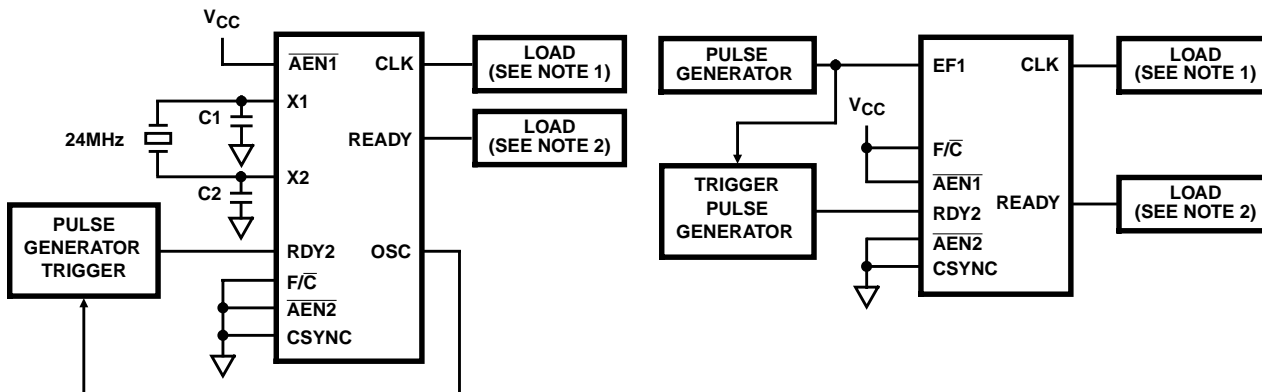 VCC
AEN1
CLK
LOAD
(SEE NOTE 1)
X1
C1
24MHz
READY
LOAD
(SEE NOTE 2)
X2
C2
PULSE
GENERATOR
TRIGGER
RDY2
OSC
F/C̅
AEN2
CSYNC
PULSE
GENERATOR
EF1
CLK
LOAD
(SEE NOTE 1)
VCC
F/C̅
TRIGGER
PULSE
GENERATOR
AEN1
RDY2
READY
LOAD
(SEE NOTE 2)
AEN2
CSYNC